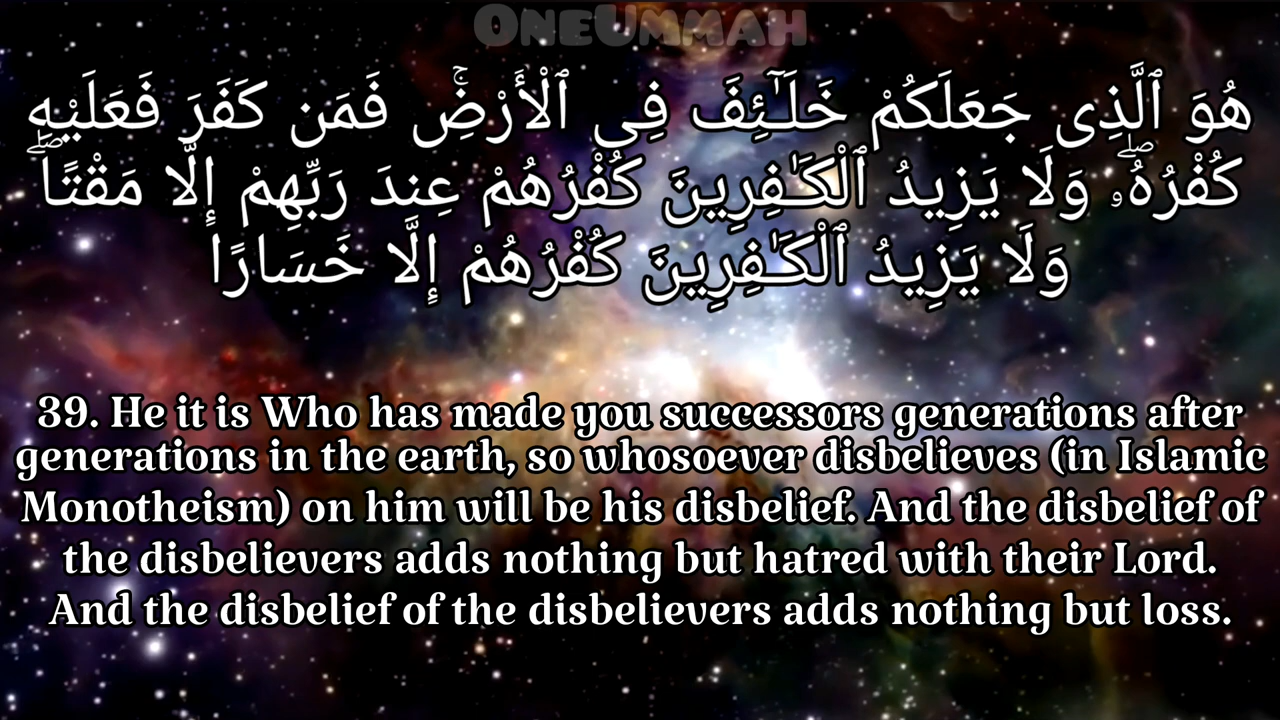 OneUmmah
هُوَ ٱلَّذِى جَعَلَكُمْ خَلَـٰٓئِفَ فِى ٱلْأَرْضِۚ فَمَن كَفَرَ فَعَلَيْهِ
كُفْرُهُۥۖ وَلَا يَزِيدُ ٱلْكَـٰفِرِينَ كُفْرُهُمْ عِندَ رَبِّهِمْ إِلَّا مَقْتًاۖ
وَلَا يَزِيدُ ٱلْكَـٰفِرِينَ كُفْرُهُمْ إِلَّا خَسَارًا
39. He it is Who has made you successors generations after
generations in the earth, so whosoever disbelieves (in Islamic
Monotheism) on him will be his disbelief. And the disbelief of
the disbelievers adds nothing but hatred with their Lord.
And the disbelief of the disbelievers adds nothing but loss.